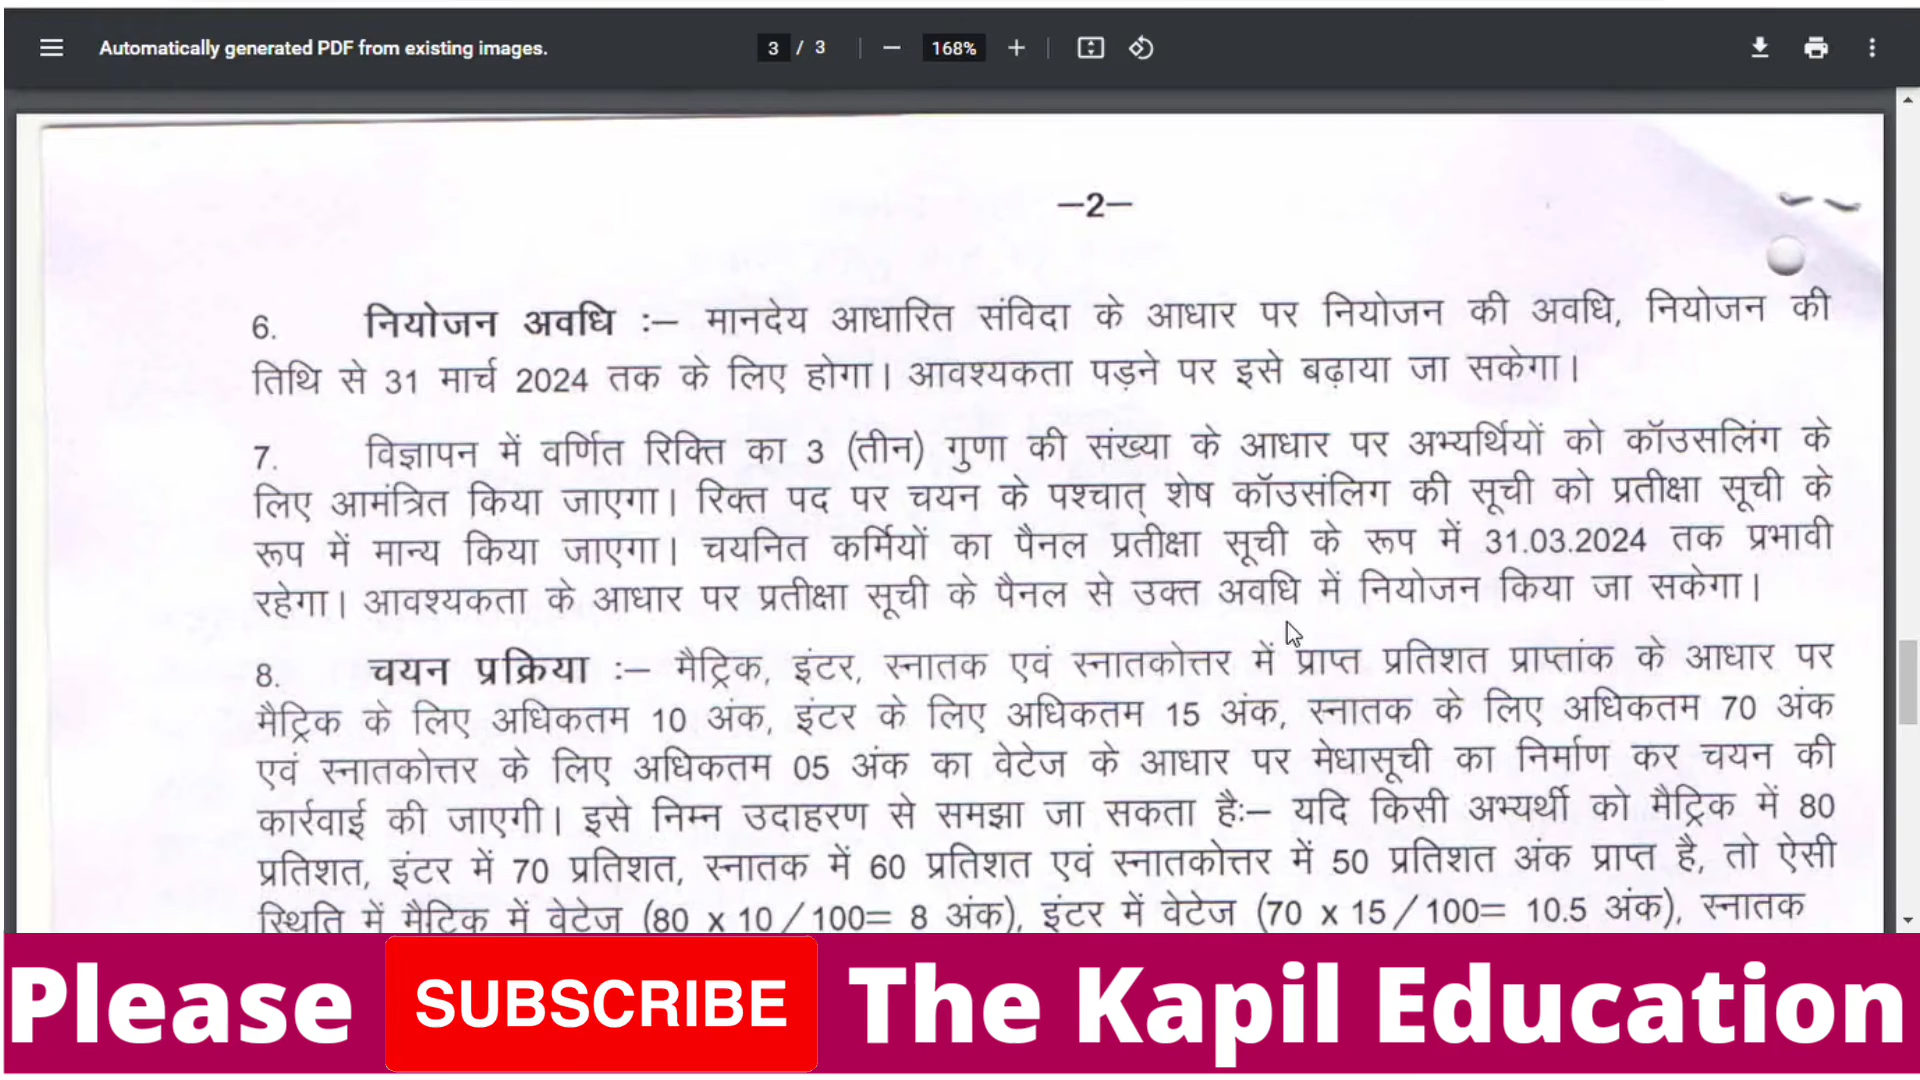 Automatically generated PDF from existing images.
3 / 3
168%
—2—
6. नियोजन अवधि :— मानदेय आधारित संविदा के आधार पर नियोजन की अवधि, नियोजन की
तिथि से 31 मार्च 2024 तक के लिए होगा। आवश्यकता पड़ने पर इसे बढ़ाया जा सकेगा।
7. विज्ञापन में वर्णित रिक्ति का 3 (तीन) गुणा की संख्या के आधार पर अभ्यर्थियों को कॉउसलिंग के
लिए आमंत्रित किया जाएगा। रिक्त पद पर चयन के पश्चात् शेष कॉउसंलिग की सूची को प्रतीक्षा सूची के
रूप में मान्य किया जाएगा। चयनित कर्मियों का पैनल प्रतीक्षा सूची के रूप में 31.03.2024 तक प्रभावी
रहेगा। आवश्यकता के आधार पर प्रतीक्षा सूची के पैनल से उक्त अवधि में नियोजन किया जा सकेगा।
8. चयन प्रक्रिया :— मैट्रिक, इंटर, स्नातक एवं स्नातकोत्तर में प्राप्त प्रतिशत प्राप्तांक के आधार पर
मैट्रिक के लिए अधिकतम 10 अंक, इंटर के लिए अधिकतम 15 अंक, स्नातक के लिए अधिकतम 70 अंक
एवं स्नातकोत्तर के लिए अधिकतम 05 अंक का वेटेज के आधार पर मेधासूची का निर्माण कर चयन की
कार्रवाई की जाएगी। इसे निम्न उदाहरण से समझा जा सकता है:— यदि किसी अभ्यर्थी को मैट्रिक में 80
प्रतिशत, इंटर में 70 प्रतिशत, स्नातक में 60 प्रतिशत एवं स्नातकोत्तर में 50 प्रतिशत अंक प्राप्त है, तो ऐसी
स्थिति में मैट्रिक में वेटेज (80 x 10/100= 8 अंक), इंटर में वेटेज (70 x 15/100= 10.5 अंक), स्नातक
Please SUBSCRIBE The Kapil Education